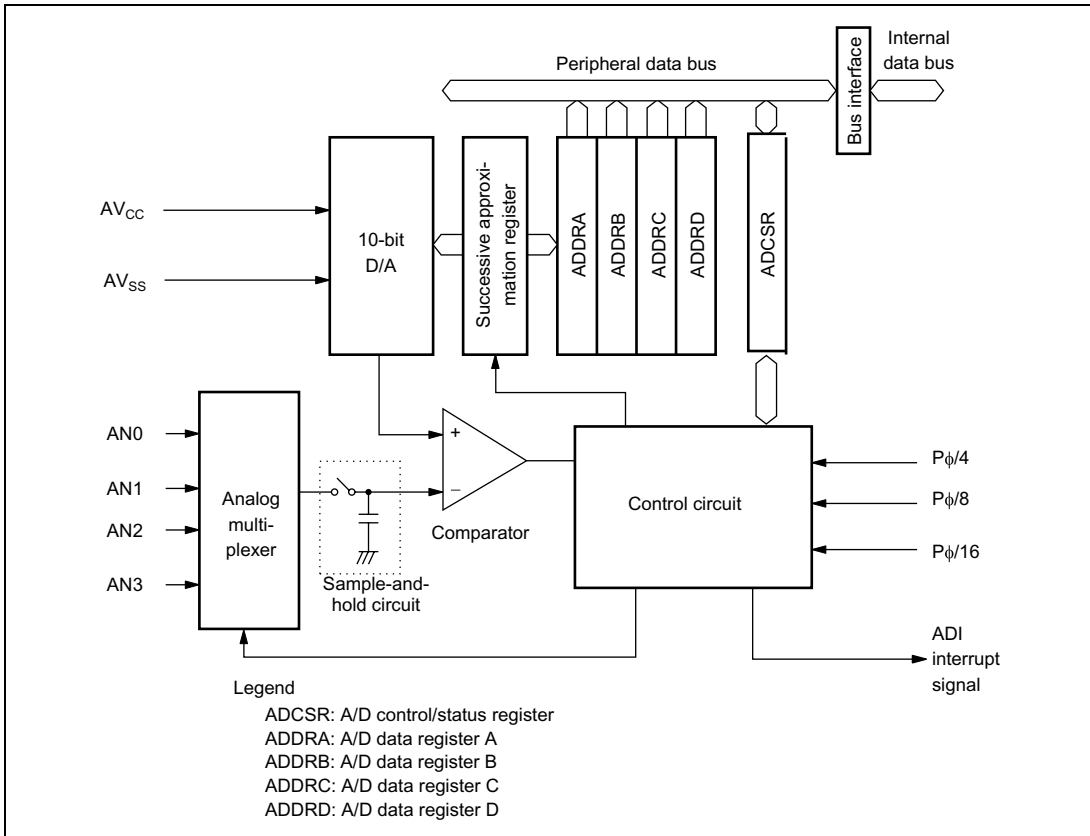 Peripheral data bus
Internal
data bus
Bus interface
AVCC
AVSS
10-bit
D/A
Successive approxi-
mation register
ADDRA
ADDRB
ADDRC
ADDRD
ADCSR
AN0
AN1
AN2
AN3
Analog
multi-
plexer
Sample-and-
hold circuit
+
−
Comparator
Control circuit
Pϕ/4
Pϕ/8
Pϕ/16
ADI
interrupt
signal
Legend
ADCSR: A/D control/status register
ADDRA: A/D data register A
ADDRB: A/D data register B
ADDRC: A/D data register C
ADDRD: A/D data register D